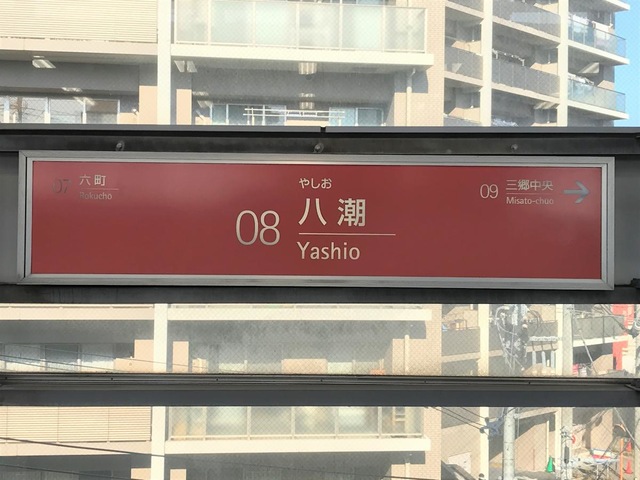 07 六町
Rokucho
やしお
08 八潮
Yashio
09 三郷中央
Misato-chuo